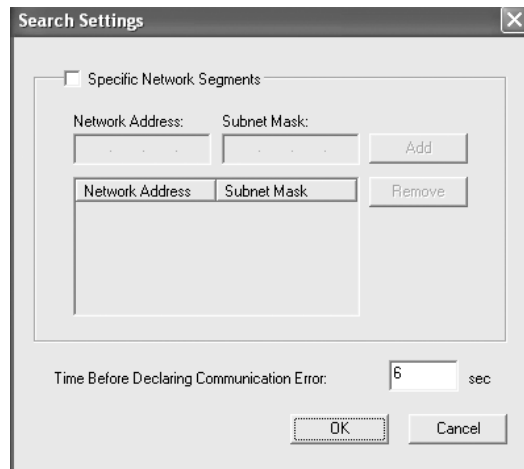 Search Settings
Specific Network Segments
Network Address: Subnet Mask:
Add
Network Address Subnet Mask
Remove
Time Before Declaring Communication Error: 6 sec
OK Cancel